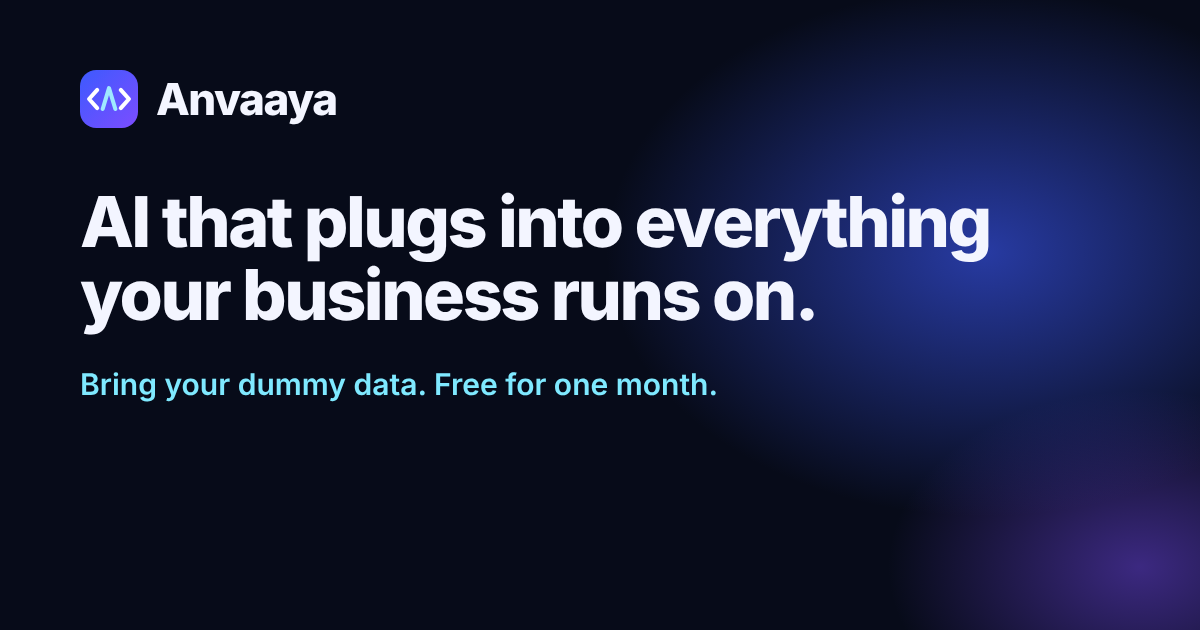 Anvaaya
AI that plugs into everything
your business runs on.
Bring your dummy data. Free for one month.